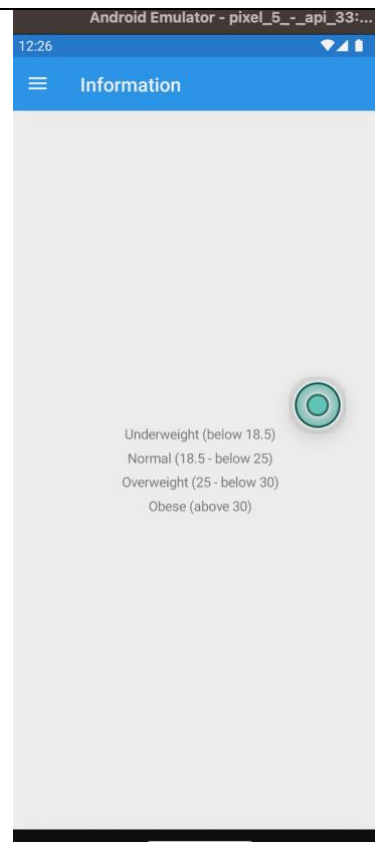 Android Emulator - pixel_5_-_api_33:...
12:26
Information
Underweight (below 18.5)
Normal (18.5 - below 25)
Overweight (25 - below 30)
Obese (above 30)